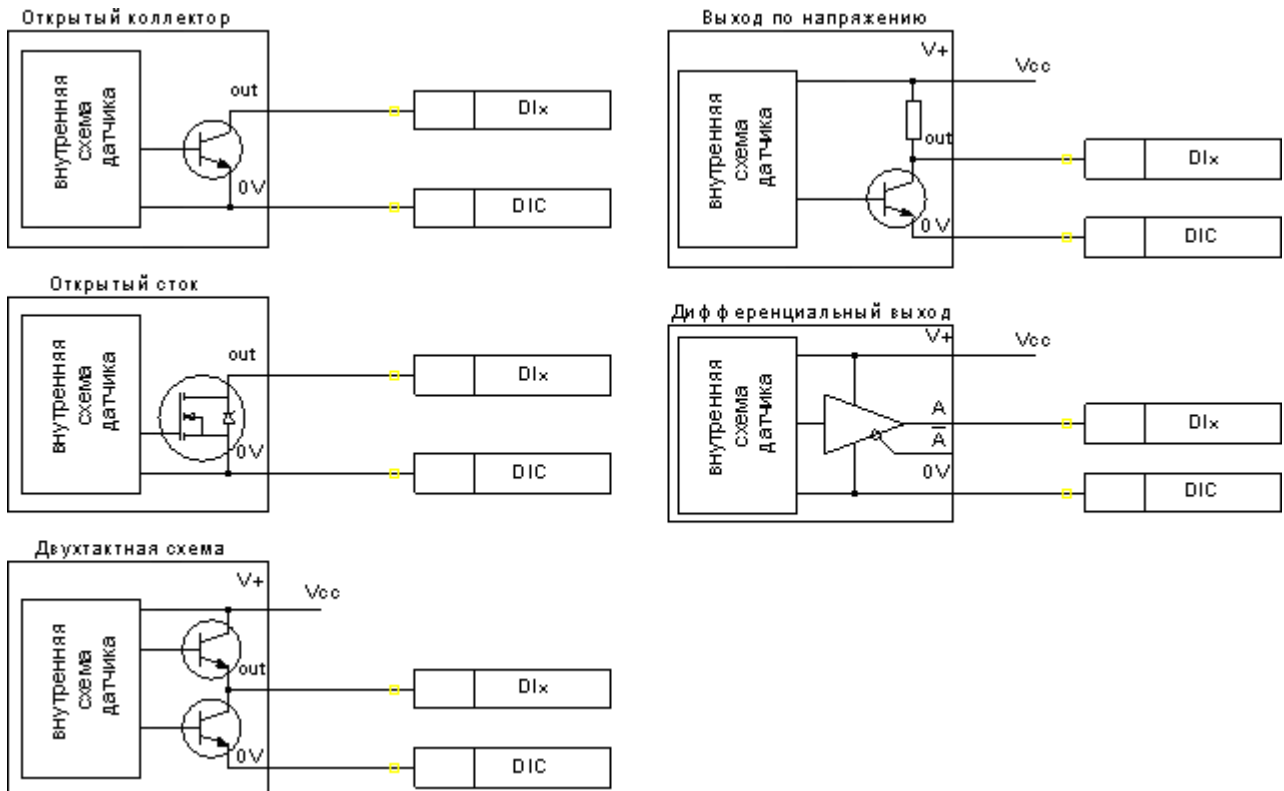 Открытый коллектор
внутренняя
схема
датчика
out
0V
DIx
DIC
Открытый сток
внутренняя
схема
датчика
out
0V
DIx
DIC
Двухтактная схема
внутренняя
схема
датчика
V+
Vcc
out
0V
DIx
DIC
Выход по напряжению
внутренняя
схема
датчика
V+
Vcc
out
0V
DIx
DIC
Дифференциальный выход
внутренняя
схема
датчика
V+
Vcc
A
A̅
0V
DIx
DIC